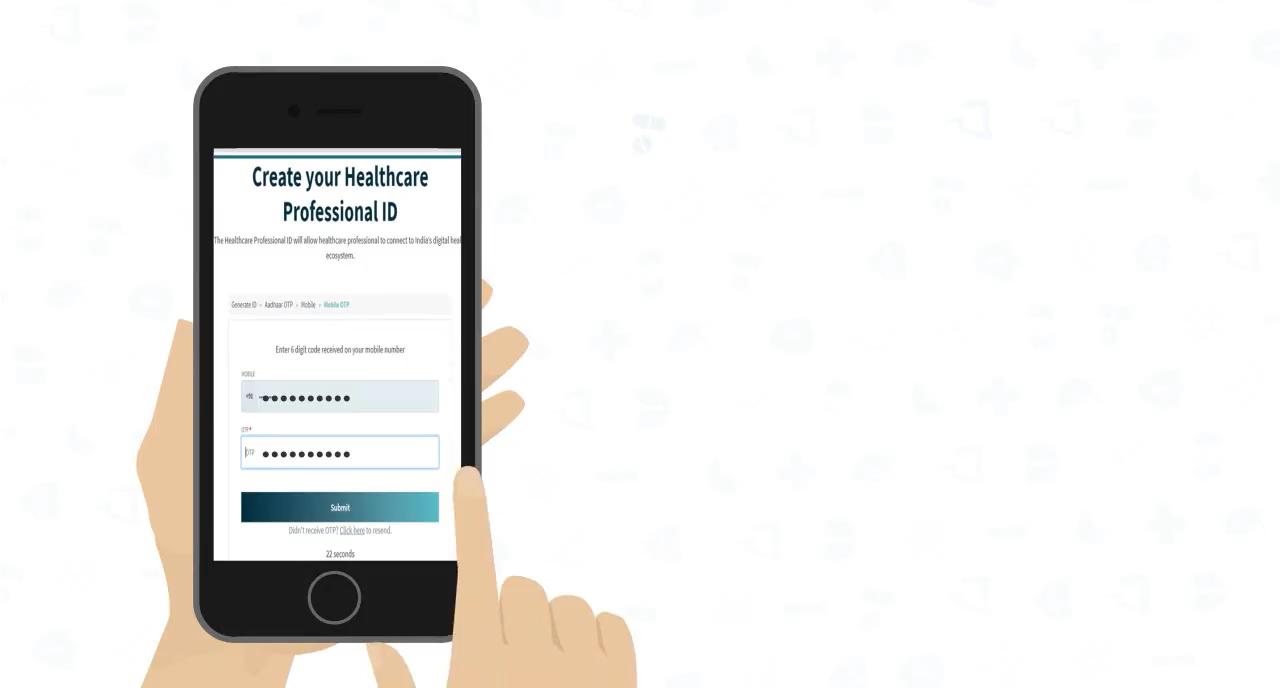 Create your Healthcare
Professional ID
The Healthcare Professional ID will allow healthcare professional to connect to India's digital heal
ecosystem.
Generate ID » Aadhaar OTP » Mobile » Mobile OTP
Enter 6 digit code received on your mobile number
MOBILE
+91 ●●●●●●●●●●
OTP*
OTP ●●●●●●●●●●
Submit
Didn't receive OTP? Click here to resend.
22 seconds